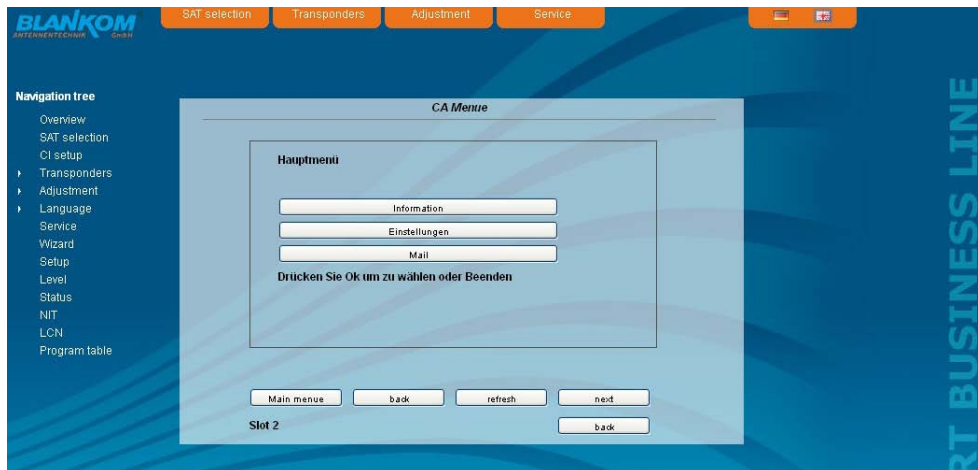 BLANKOM
ANTENNENTECHNIK GmbH
SAT selection
Transponders
Adjustment
Service
Navigation tree
Overview
SAT selection
CI setup
Transponders
Adjustment
Language
Service
Wizard
Setup
Level
Status
NIT
LCN
Program table
CA Menue
Hauptmenü
Information
Einstellungen
Mail
Drücken Sie Ok um zu wählen oder Beenden
Main menue
back
refresh
next
Slot 2
back
RT BUSINESS LINE